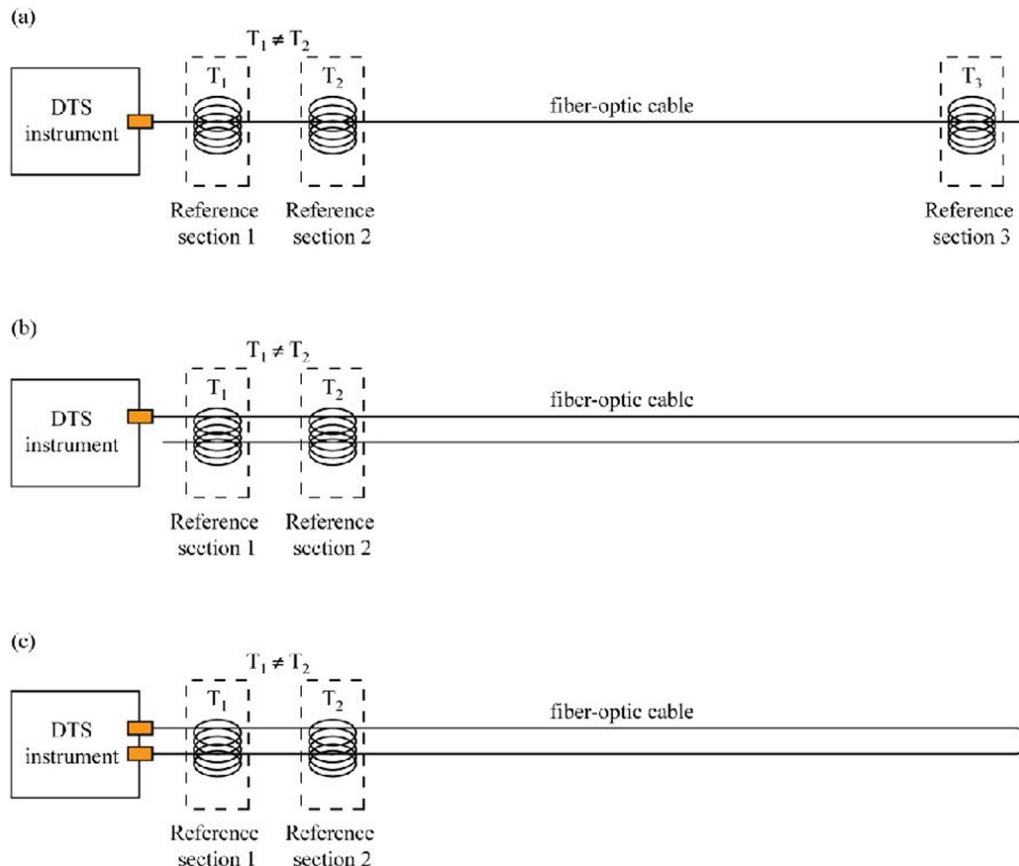 (a)
T₁ ≠ T₂
DTS
instrument
T₁
T₂
fiber-optic cable
T₃
Reference
section 1
Reference
section 2
Reference
section 3
(b)
T₁ ≠ T₂
DTS
instrument
T₁
T₂
fiber-optic cable
Reference
section 1
Reference
section 2
(c)
T₁ ≠ T₂
DTS
instrument
T₁
T₂
fiber-optic cable
Reference
section 1
Reference
section 2